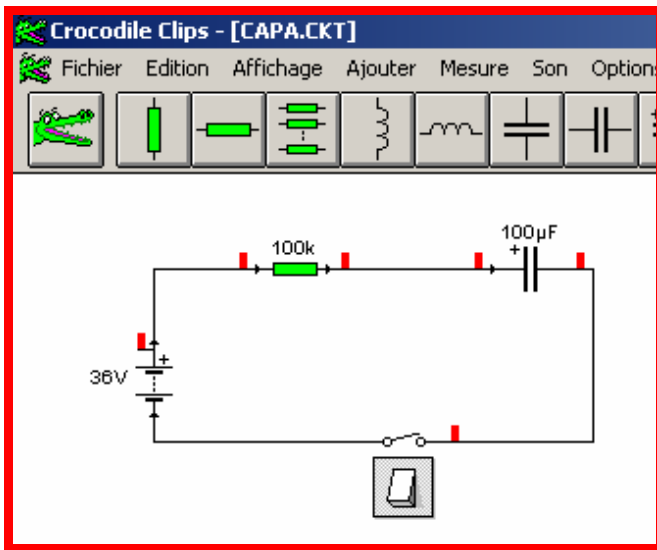 Crocodile Clips - [CAPA.CKT]
Fichier Edition Affichage Ajouter Mesure Son Options
100µF
+
100k
+
36V